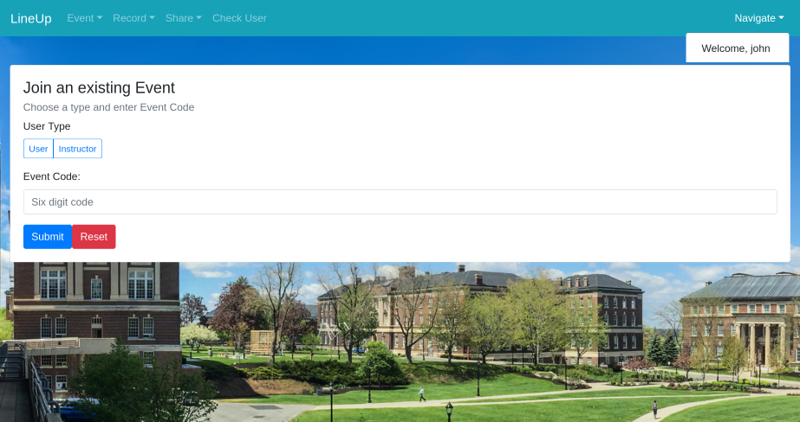 LineUp Event Record Share Check User Navigate
Welcome, john
Join an existing Event
Choose a type and enter Event Code
User Type
User Instructor
Event Code:
Six digit code
Submit Reset